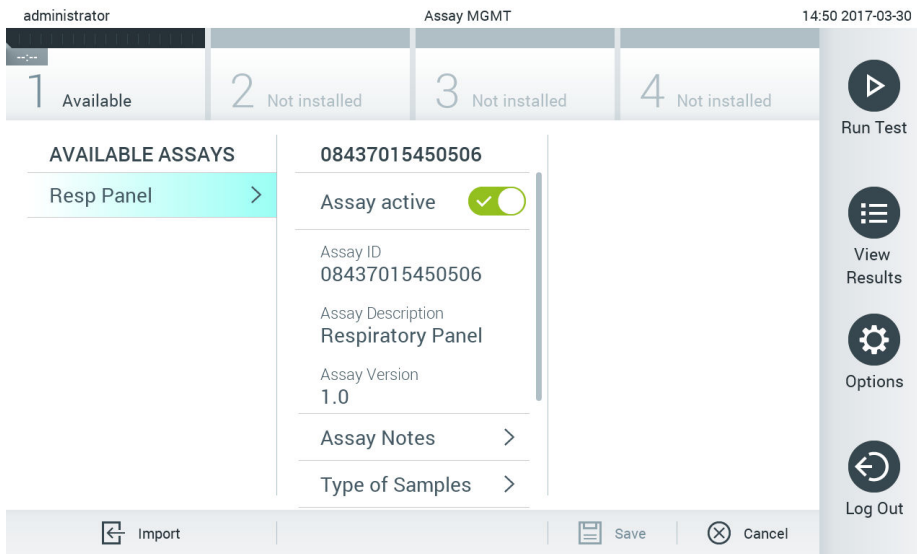 administrator
Assay MGMT
14:50 2017-03-30
--:--
1 Available
2 Not installed
3 Not installed
4 Not installed
Run Test
View
Results
Options
Log Out
AVAILABLE ASSAYS
Resp Panel
08437015450506
Assay active
Assay ID
08437015450506
Assay Description
Respiratory Panel
Assay Version
1.0
Assay Notes
Type of Samples
Import
Save
Cancel